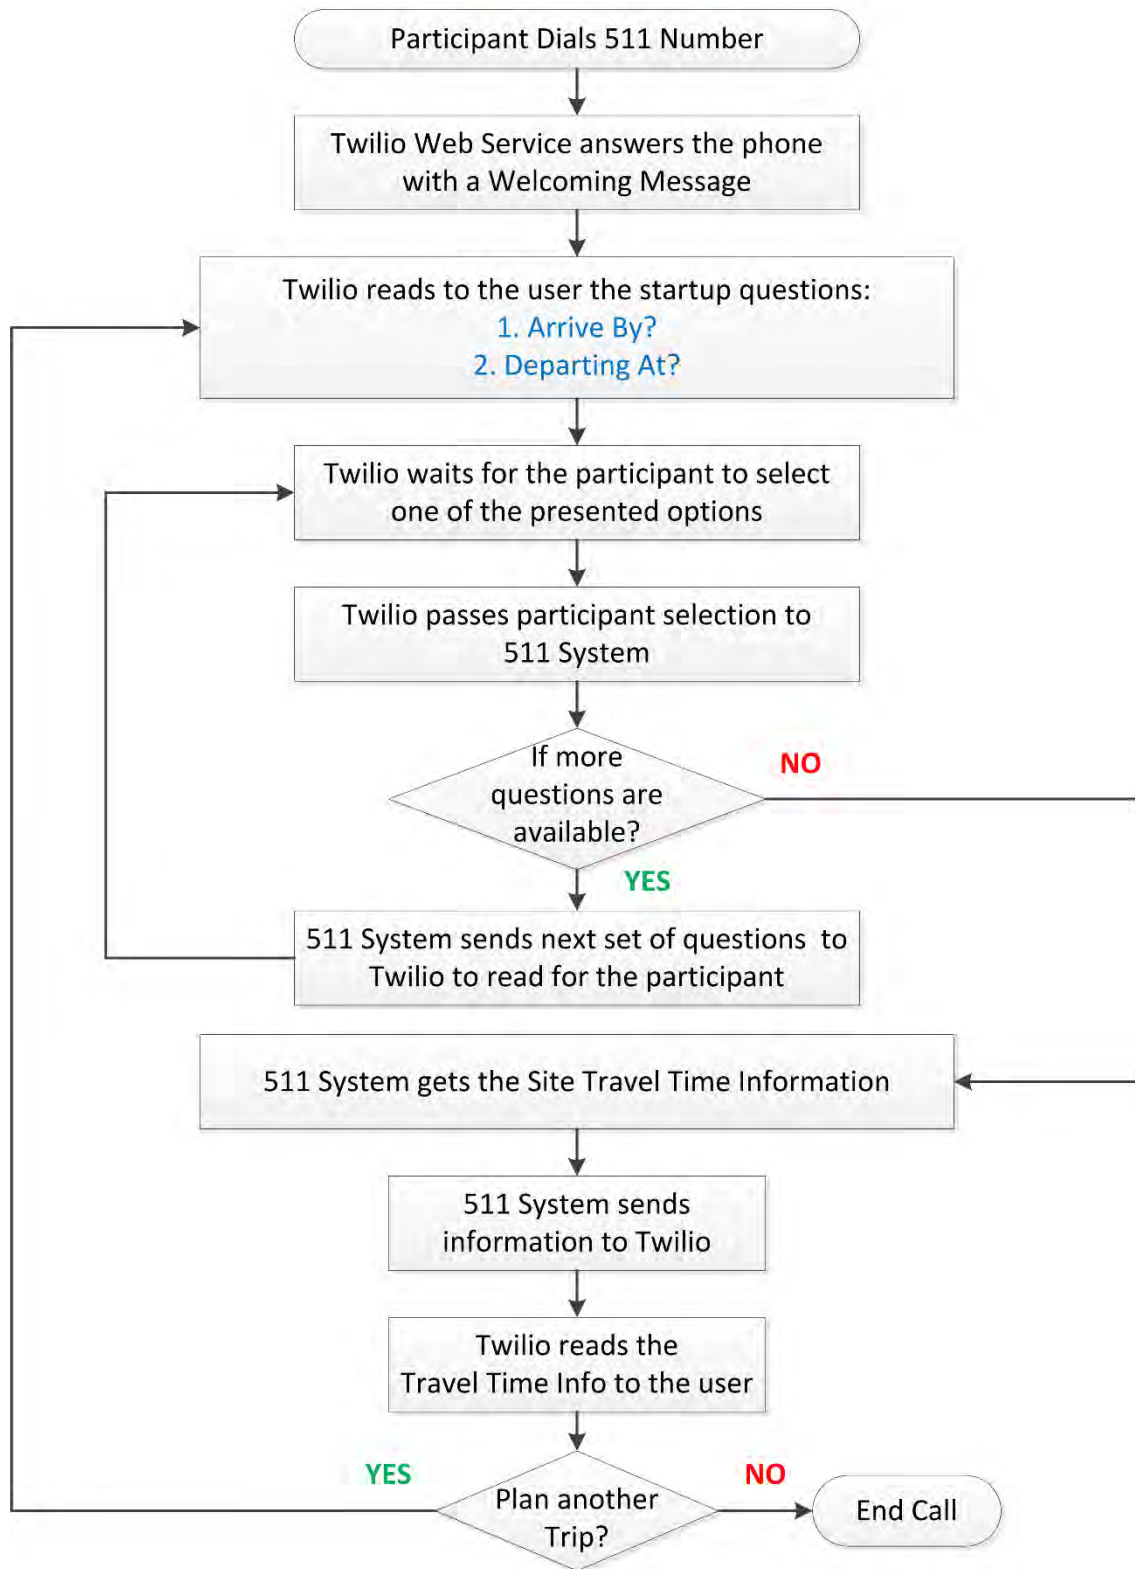 Participant Dials 511 Number
Twilio Web Service answers the phone
with a Welcoming Message
Twilio reads to the user the startup questions:
1. Arrive By?
2. Departing At?
Twilio waits for the participant to select
one of the presented options
Twilio passes participant selection to
511 System
If more
questions are
available?
NO
YES
511 System sends next set of questions to
Twilio to read for the participant
511 System gets the Site Travel Time Information
511 System sends
information to Twilio
Twilio reads the
Travel Time Info to the user
YES
Plan another
Trip?
NO
End Call